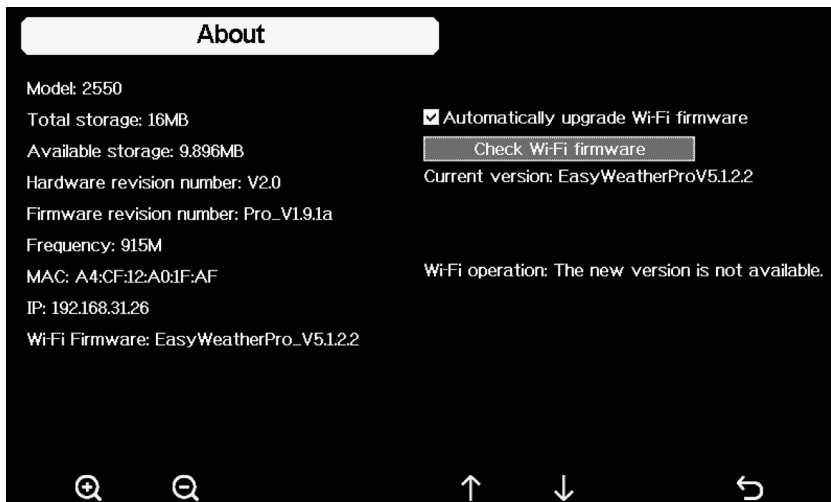 About
Model: 2550
Total storage: 16MB
Available storage: 9.896MB
Hardware revision number: V2.0
Firmware revision number: Pro_V1.9.1a
Frequency: 915M
MAC: A4:CF:12:A0:1F:AF
IP: 192.168.31.26
Wi-Fi Firmware: EasyWeatherPro_V5.1.2.2
Automatically upgrade Wi-Fi firmware
Check Wi-Fi firmware
Current version: EasyWeatherProV5.1.2.2
Wi-Fi operation: The new version is not available.